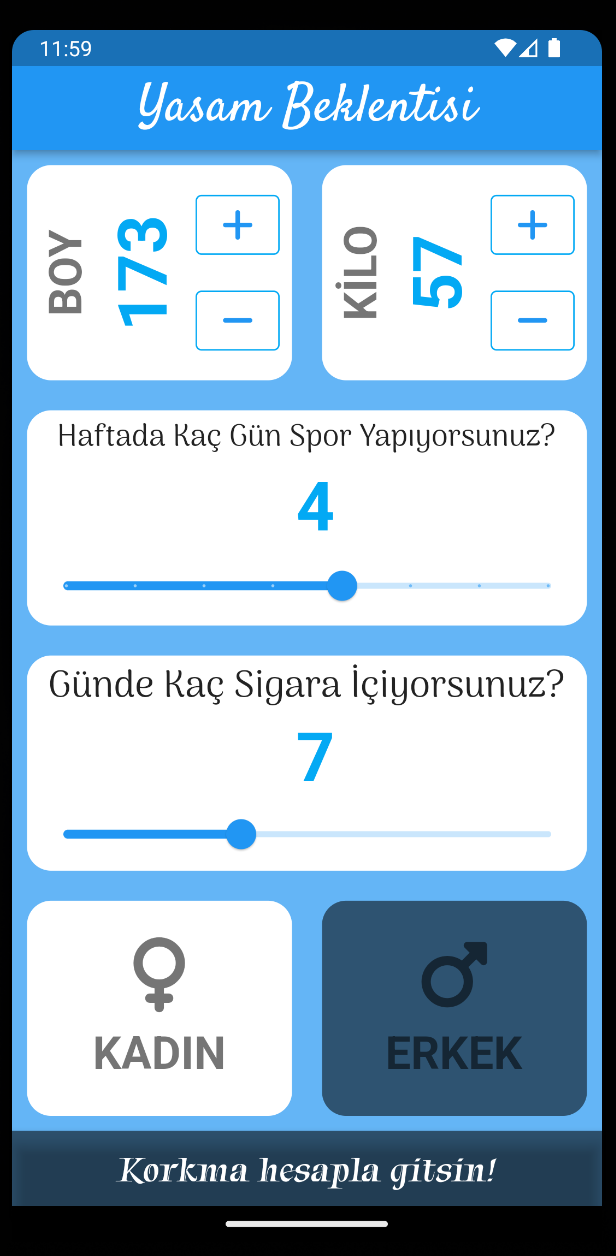 11:59
Yasam Beklentisi
BOY
173
KİLO
57
Haftada Kaç Gün Spor Yapıyorsunuz?
4
Günde Kaç Sigara İçiyorsunuz?
7
KADIN
ERKEK
Korkma hesapla gitsin!